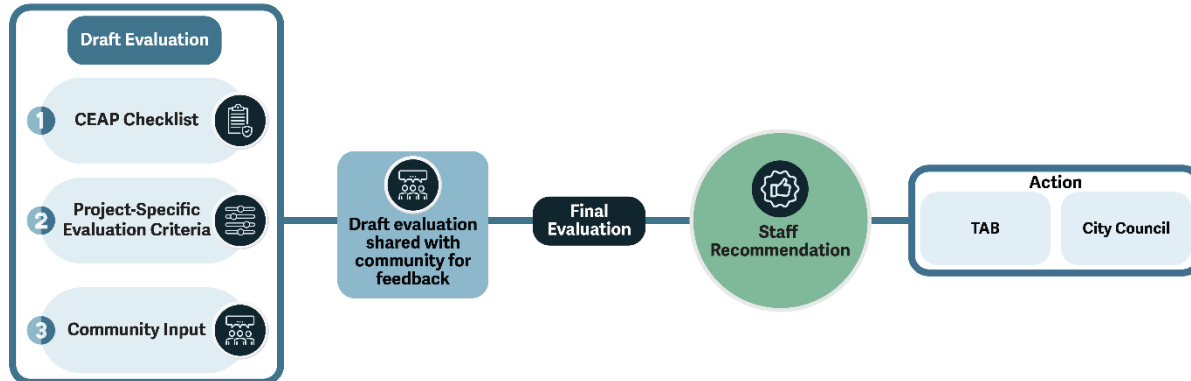 Draft Evaluation
1
CEAP Checklist
2
Project-Specific
Evaluation Criteria
3
Community Input
Draft evaluation
shared with
community for
feedback
Final
Evaluation
Staff
Recommendation
Action
TAB
City Council